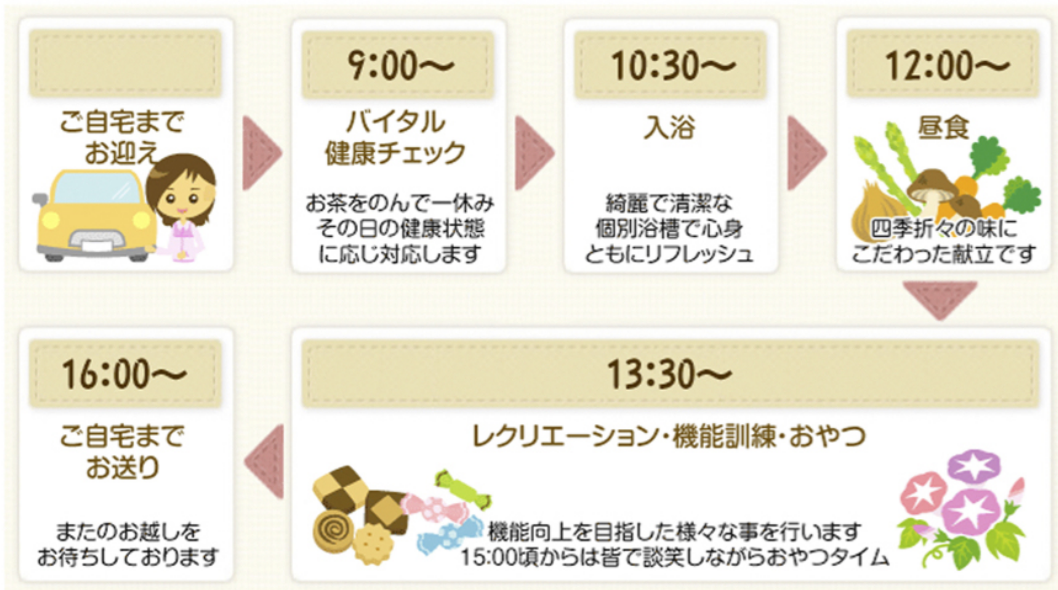 ご自宅まで
お迎え
9:00～
バイタル
健康チェック
お茶をのんで一休み
その日の健康状態
に応じ対応します
10:30～
入浴
綺麗で清潔な
個別浴槽で心身
ともにリフレッシュ
12:00～
昼食
四季折々の味に
こだわった献立です
13:30～
レクリエーション・機能訓練・おやつ
機能向上を目指した様々な事を行います
15:00頃からは皆で談笑しながらおやつタイム
16:00～
ご自宅まで
お送り
またのお越しを
お待ちしております